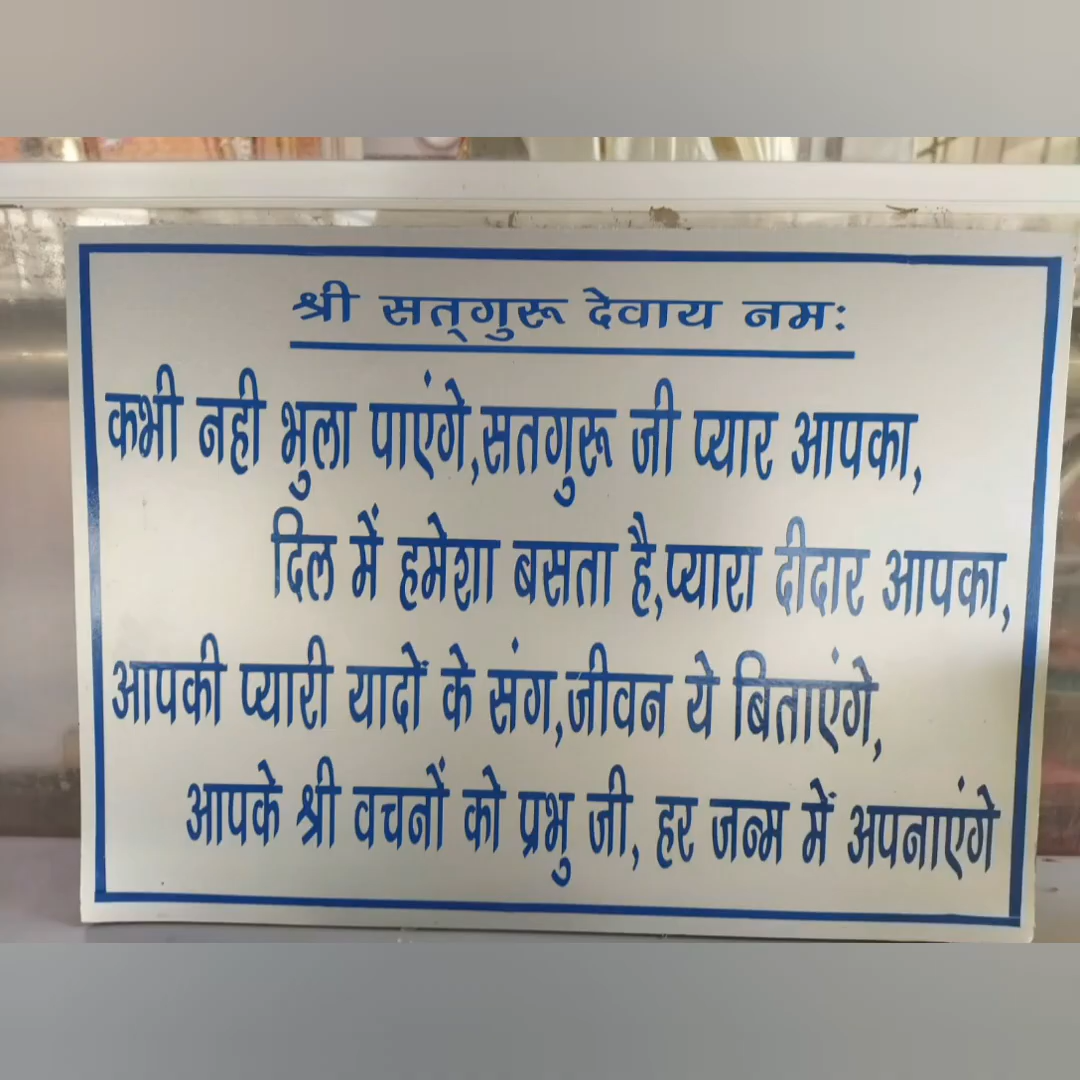 श्री सत्‌गुरू देवाय नमः
कभी नही भुला पाएंगे,सतगुरू जी प्यार आपका,
दिल में हमेशा बसता है,प्यारा दीदार आपका,
आपकी प्यारी यादों के संग,जीवन ये बिताएंगे,
आपके श्री वचनों को प्रभु जी, हर जन्म में अपनाएंगे